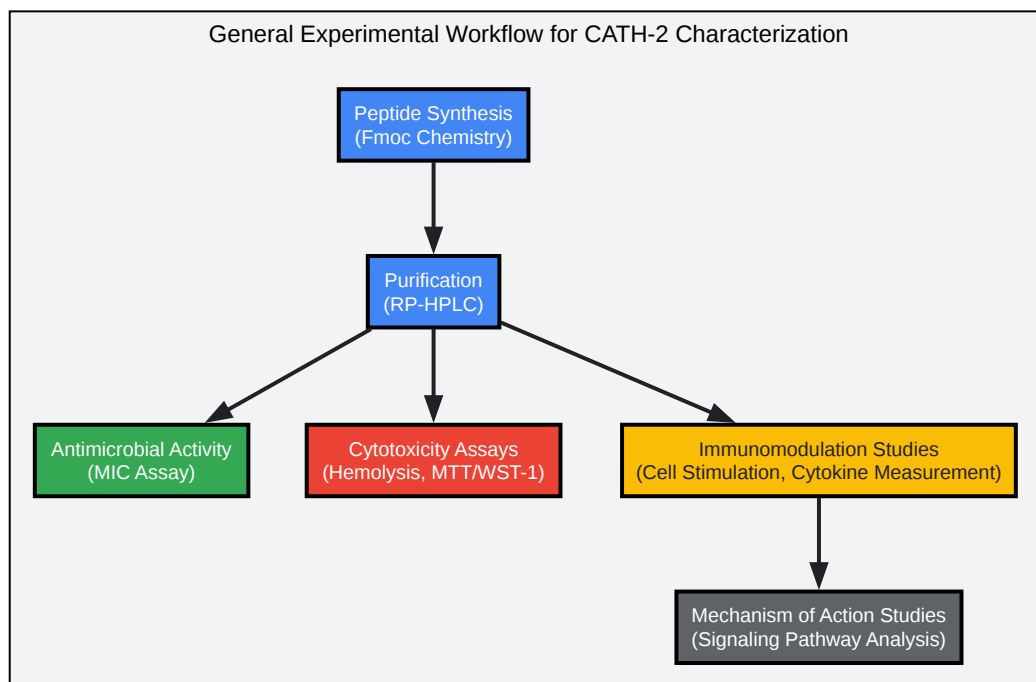 General Experimental Workflow for CATH-2 Characterization
Peptide Synthesis
(Fmoc Chemistry)
Purification
(RP-HPLC)
Antimicrobial Activity
(MIC Assay)
Cytotoxicity Assays
(Hemolysis, MTT/WST-1)
Immunomodulation Studies
(Cell Stimulation, Cytokine Measurement)
Mechanism of Action Studies
(Signaling Pathway Analysis)